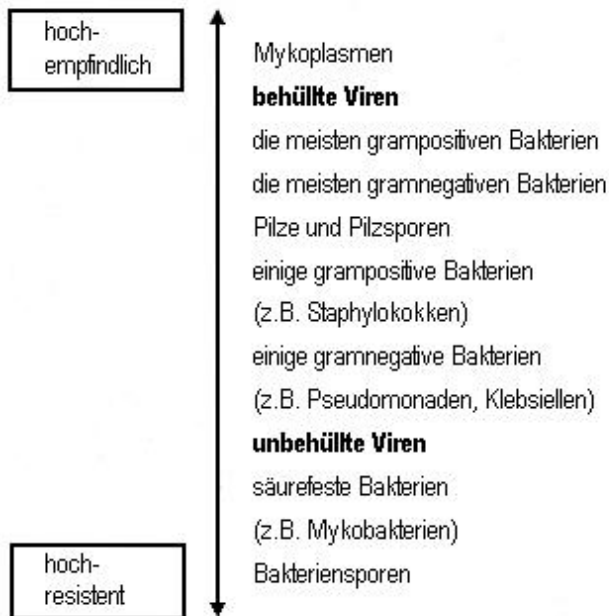 hoch-
empfindlich
Mykoplasmen
behüllte Viren
die meisten grampositiven Bakterien
die meisten gramnegativen Bakterien
Pilze und Pilzsporen
einige grampositive Bakterien
(z.B. Staphylokokken)
einige gramnegative Bakterien
(z.B. Pseudomonaden, Klebsiellen)
unbehüllte Viren
säurefeste Bakterien
(z.B. Mykobakterien)
Bakteriensporen
hoch-
resistent